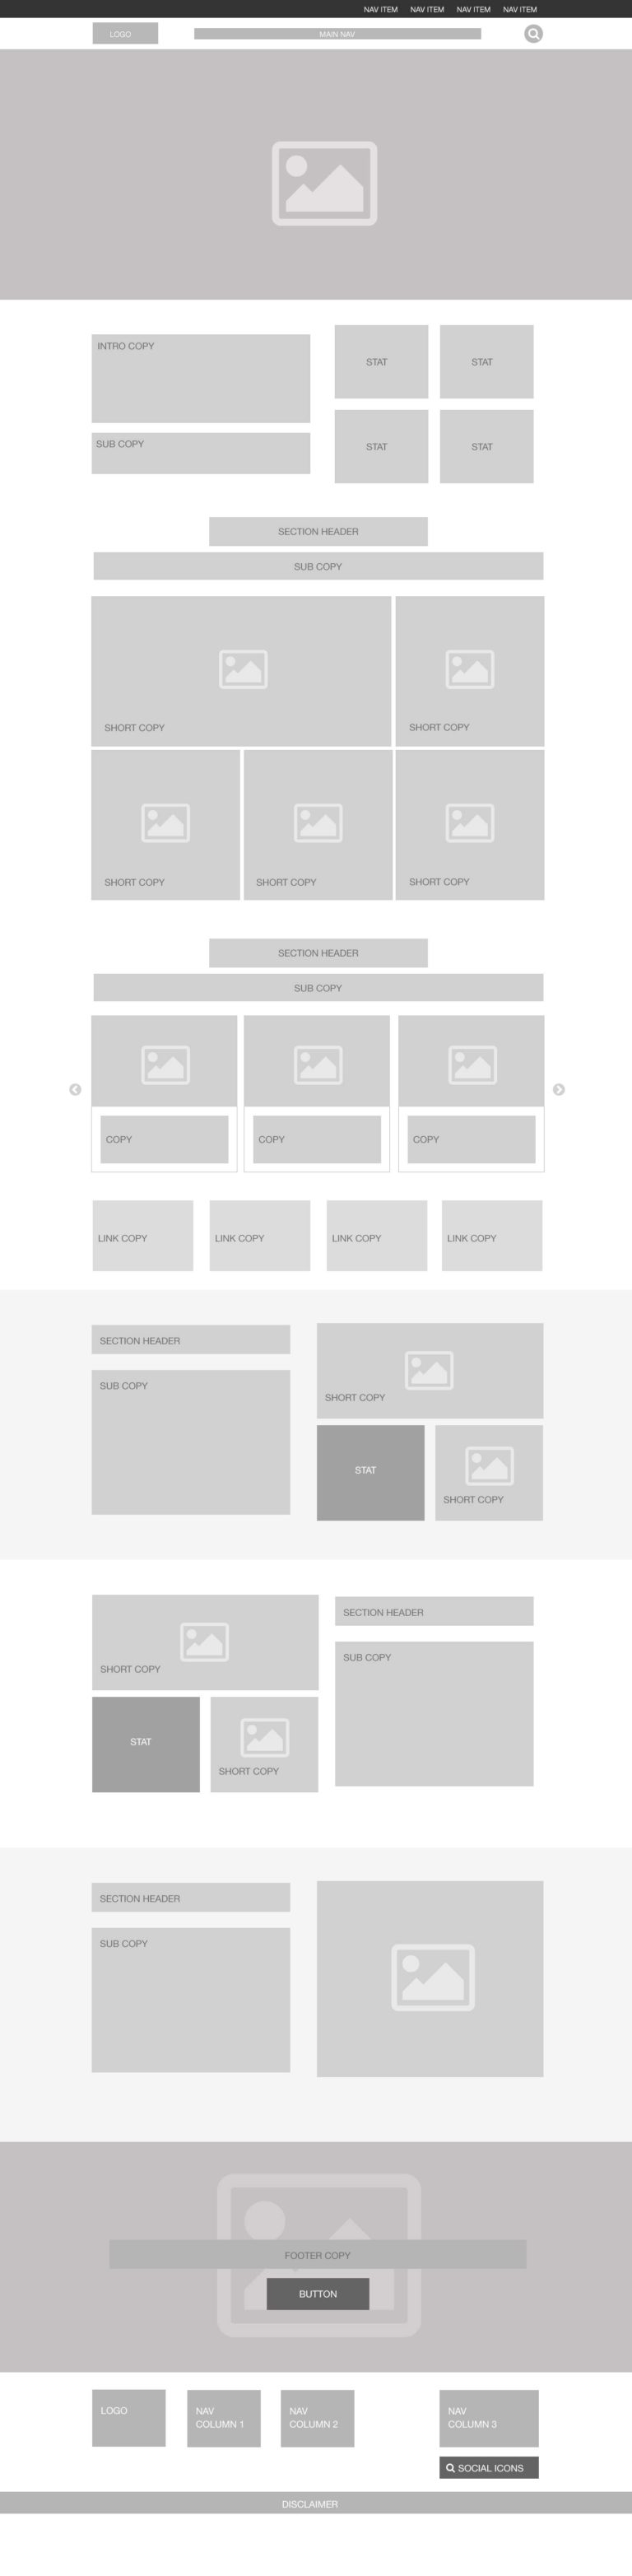 NAV ITEM NAV ITEM NAV ITEM NAV ITEM
LOGO MAIN NAV
INTRO COPY
SUB COPY
STAT STAT
STAT STAT
SECTION HEADER
SUB COPY
SHORT COPY SHORT COPY
SHORT COPY SHORT COPY SHORT COPY
SECTION HEADER
SUB COPY
COPY COPY COPY
LINK COPY LINK COPY LINK COPY LINK COPY
SECTION HEADER
SUB COPY
SHORT COPY
STAT
SHORT COPY
SHORT COPY
STAT
SHORT COPY
SECTION HEADER
SUB COPY
SECTION HEADER
SUB COPY
FOOTER COPY
BUTTON
LOGO
NAV
COLUMN 1
NAV
COLUMN 2
NAV
COLUMN 3
SOCIAL ICONS
DISCLAIMER